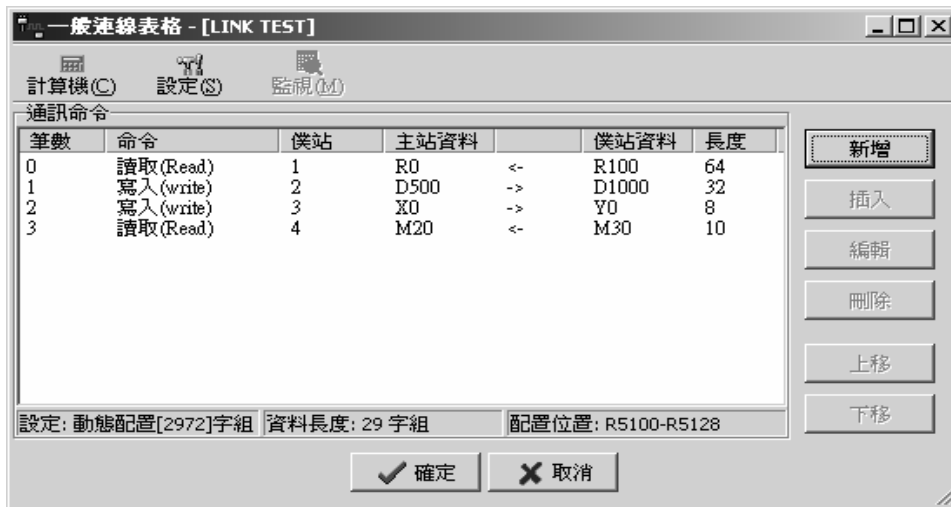 一般連線表格 - [LINK TEST]
計算機(C) 設定(S) 監視(M)
通訊命令
筆數 命令 僕站 主站資料 僕站資料 長度
0 讀取(Read) 1 R0 <- R100 64
1 寫入(write) 2 D500 -> D1000 32
2 寫入(write) 3 X0 -> Y0 8
3 讀取(Read) 4 M20 <- M30 10
新增
插入
編輯
刪除
上移
下移
設定: 動態配置[2972]字組 資料長度: 29 字組 配置位置: R5100-R5128
確定 取消